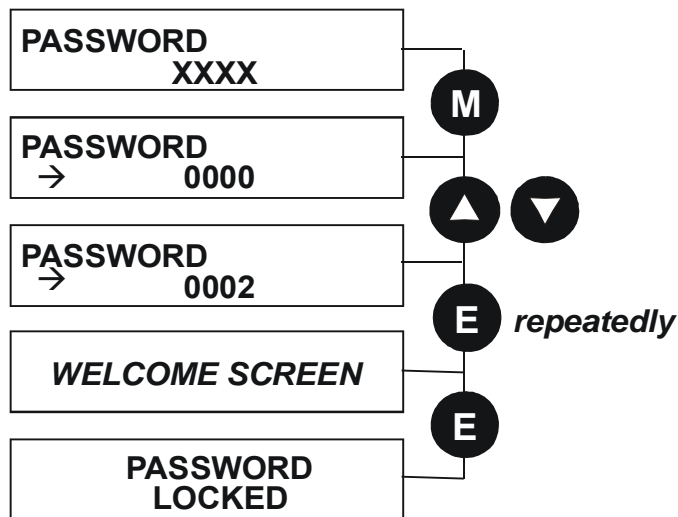 PASSWORD
XXXX
M
PASSWORD
→ 0000
PASSWORD
→ 0002
E repeatedly
WELCOME SCREEN
E
PASSWORD
LOCKED